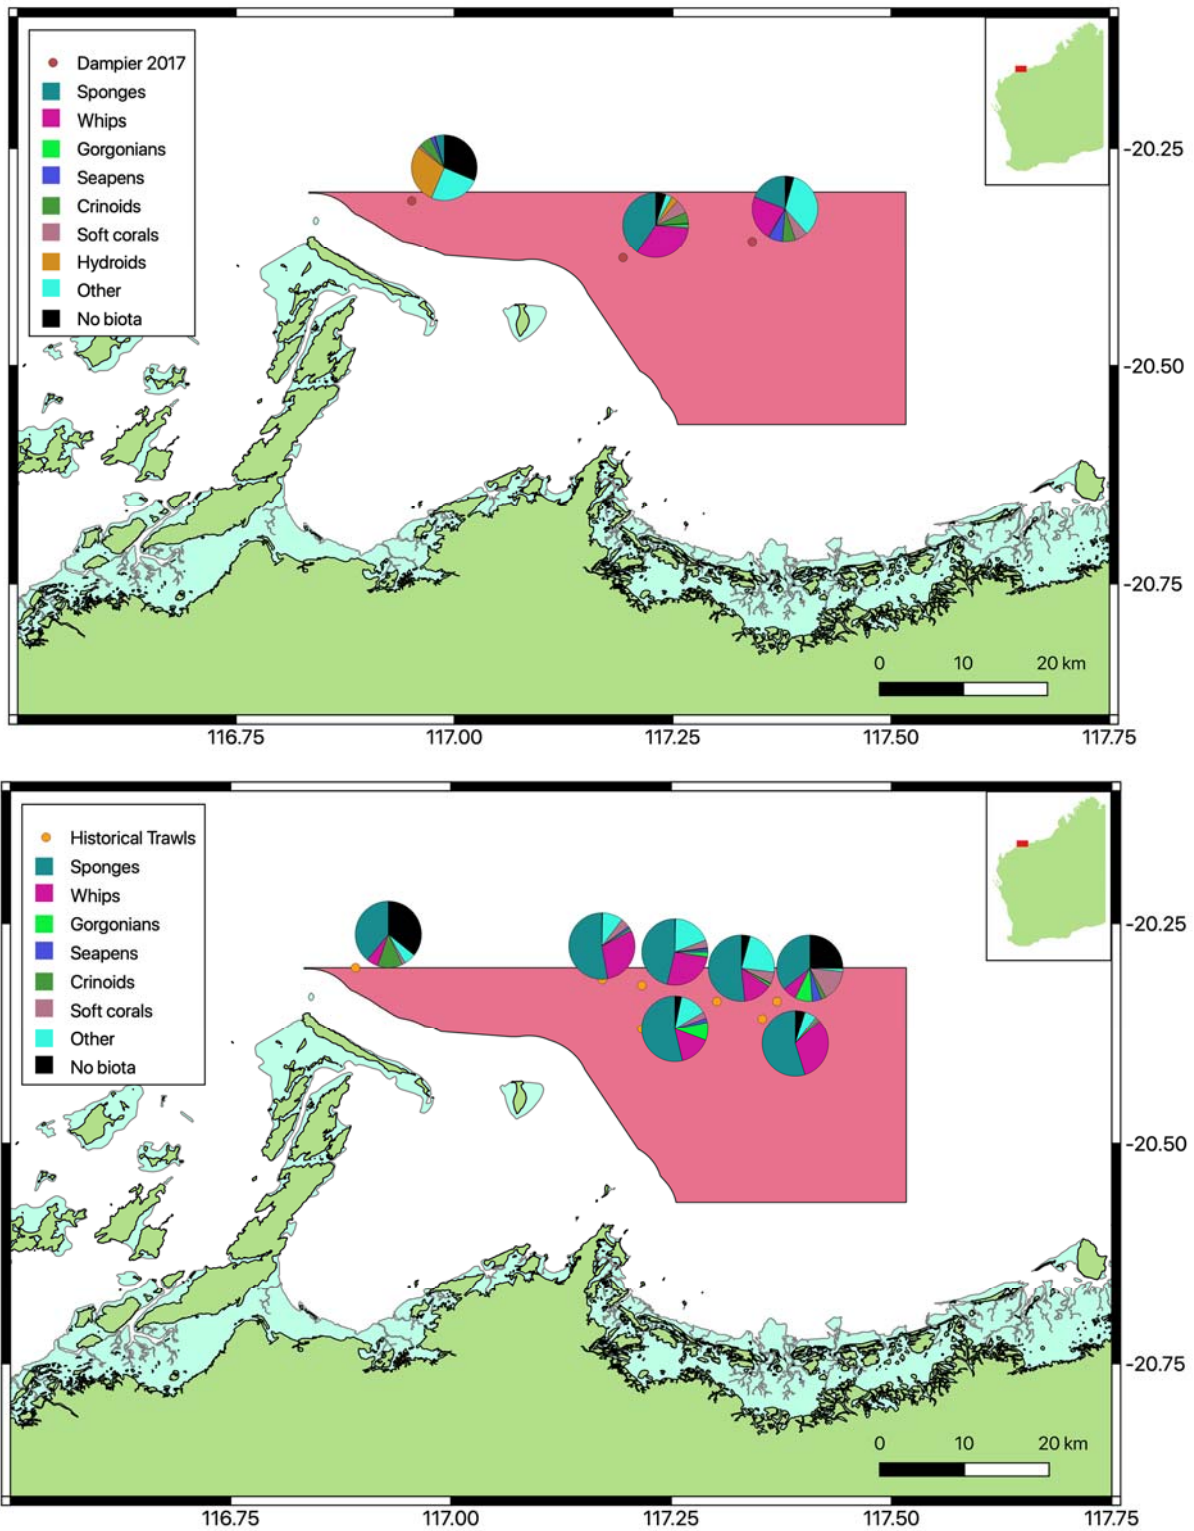 Dampier 2017
Sponges
Whips
Gorgonians
Seapens
Crinoids
Soft corals
Hydroids
Other
No biota
-20.25
-20.50
-20.75
0 10 20 km
116.75 117.00 117.25 117.50 117.75
Historical Trawls
Sponges
Whips
Gorgonians
Seapens
Crinoids
Soft corals
Other
No biota
-20.25
-20.50
-20.75
0 10 20 km
116.75 117.00 117.25 117.50 117.75